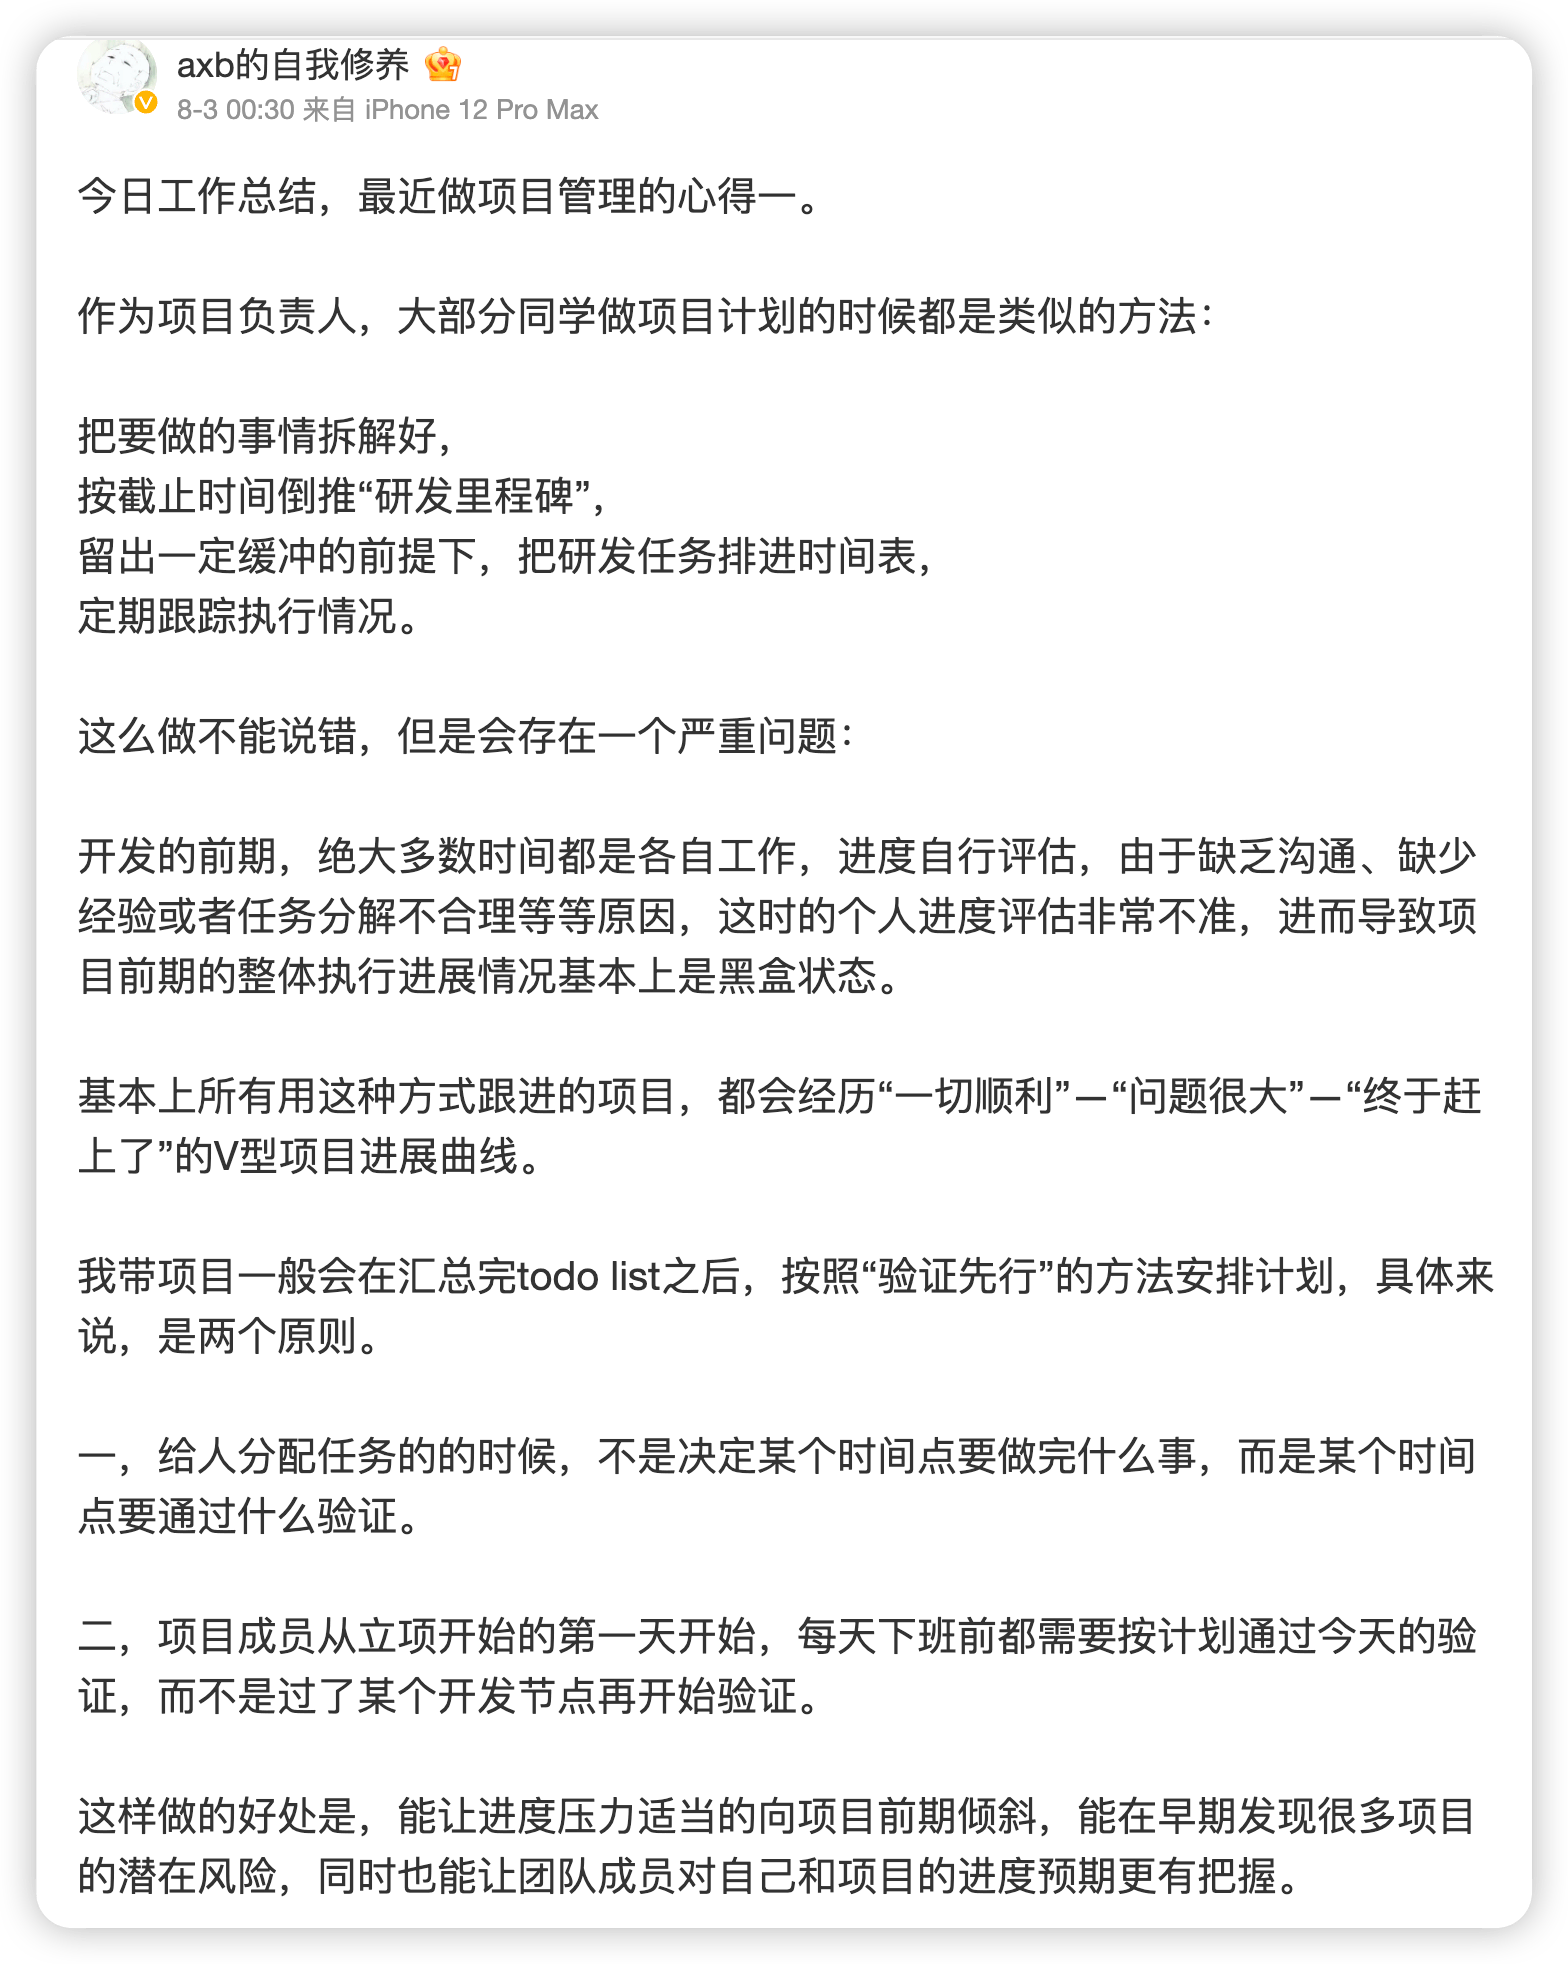 axb的自我修养
8-3 00:30 来自 iPhone 12 Pro Max
今日工作总结，最近做项目管理的心得一。
作为项目负责人，大部分同学做项目计划的时候都是类似的方法：
把要做的事情拆解好，
按截止时间倒推“研发里程碑”，
留出一定缓冲的前提下，把研发任务排进时间表，
定期跟踪执行情况。
这么做不能说错，但是会存在一个严重问题：
开发的前期，绝大多数时间都是各自工作，进度自行评估，由于缺乏沟通、缺少
经验或者任务分解不合理等等原因，这时的个人进度评估非常不准，进而导致项
目前期的整体执行进展情况基本上是黑盒状态。
基本上所有用这种方式跟进的项目，都会经历“一切顺利”—“问题很大”—“终于赶
上了”的V型项目进展曲线。
我带项目一般会在汇总完todo list之后，按照“验证先行”的方法安排计划，具体来
说，是两个原则。
一，给人分配任务的的时候，不是决定某个时间点要做完什么事，而是某个时间
点要通过什么验证。
二，项目成员从立项开始的第一天开始，每天下班前都需要按计划通过今天的验
证，而不是过了某个开发节点再开始验证。
这样做的好处是，能让进度压力适当的向项目前期倾斜，能在早期发现很多项目
的潜在风险，同时也能让团队成员对自己和项目的进度预期更有把握。